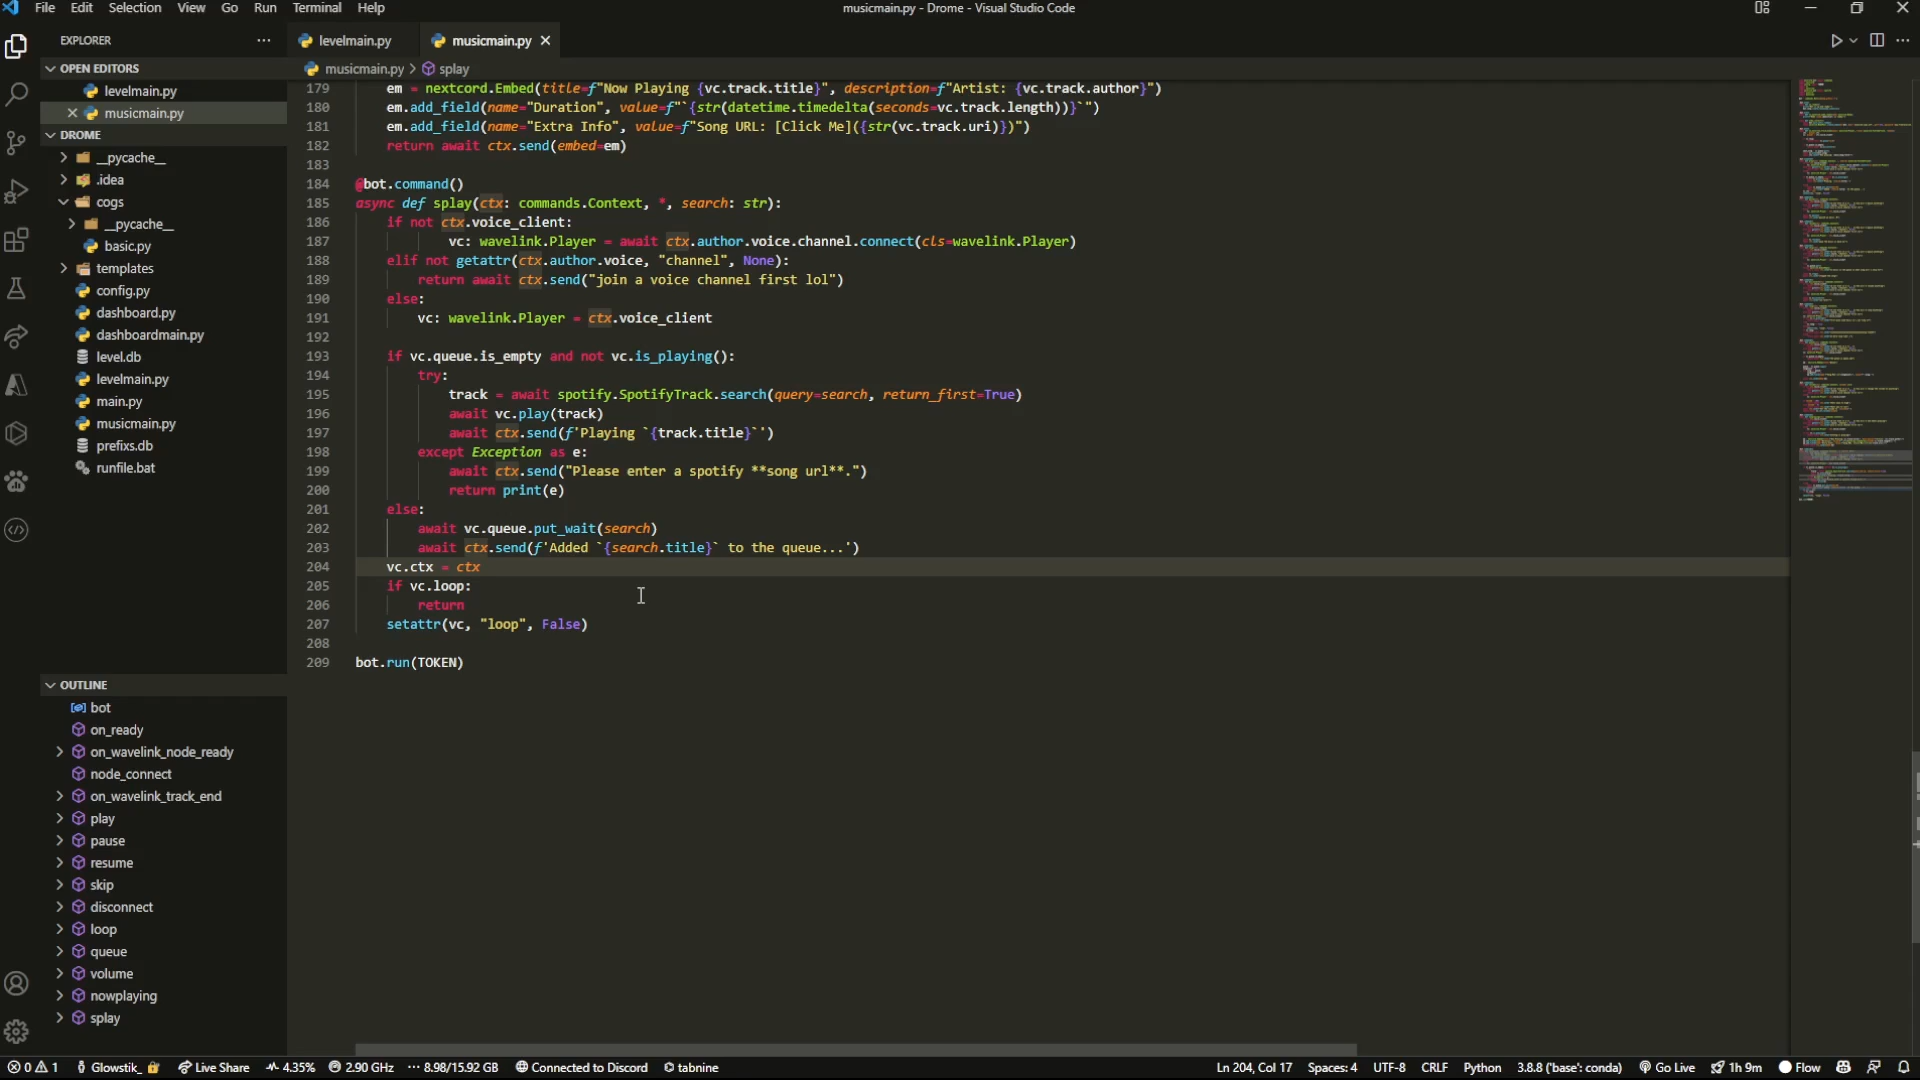 File Edit Selection View Go Run Terminal Help
musicmain.py - Drome - Visual Studio Code
EXPLORER
OPEN EDITORS
levelmain.py
musicmain.py
DROME
__pycache__
.idea
cogs
__pycache__
basic.py
templates
config.py
dashboard.py
dashboardmain.py
level.db
levelmain.py
main.py
musicmain.py
prefixs.db
runfile.bat
OUTLINE
bot
on_ready
on_wavelink_node_ready
node_connect
on_wavelink_track_end
play
pause
resume
skip
disconnect
loop
queue
volume
nowplaying
splay
levelmain.py musicmain.py
musicmain.py > splay
179 em = nextcord.Embed(title=f"Now Playing {vc.track.title}", description=f"Artist: {vc.track.author}")
180 em.add_field(name="Duration", value=f"`{str(datetime.timedelta(seconds=vc.track.length))}`")
181 em.add_field(name="Extra Info", value=f"Song URL: [Click Me]({str(vc.track.uri)})")
182 return await ctx.send(embed=em)
183
184 @bot.command()
185 async def splay(ctx: commands.Context, *, search: str):
186 if not ctx.voice_client:
187 vc: wavelink.Player = await ctx.author.voice.channel.connect(cls=wavelink.Player)
188 elif not getattr(ctx.author.voice, "channel", None):
189 return await ctx.send("join a voice channel first lol")
190 else:
191 vc: wavelink.Player = ctx.voice_client
192
193 if vc.queue.is_empty and not vc.is_playing():
194 try:
195 track = await spotify.SpotifyTrack.search(query=search, return_first=True)
196 await vc.play(track)
197 await ctx.send(f'Playing `{track.title}`')
198 except Exception as e:
199 await ctx.send("Please enter a spotify **song url**.")
200 return print(e)
201 else:
202 await vc.queue.put_wait(search)
203 await ctx.send(f'Added `{search.title}` to the queue...')
204 vc.ctx = ctx
205 if vc.loop:
206 return
207 setattr(vc, "loop", False)
208
209 bot.run(TOKEN)
0 1 Glowstik_ Live Share 4.35% 2.90 GHz 8.98/15.92 GB Connected to Discord tabnine Ln 204, Col 17 Spaces: 4 UTF-8 CRLF Python 3.8.8 ('base': conda) Go Live 1h 9m Flow